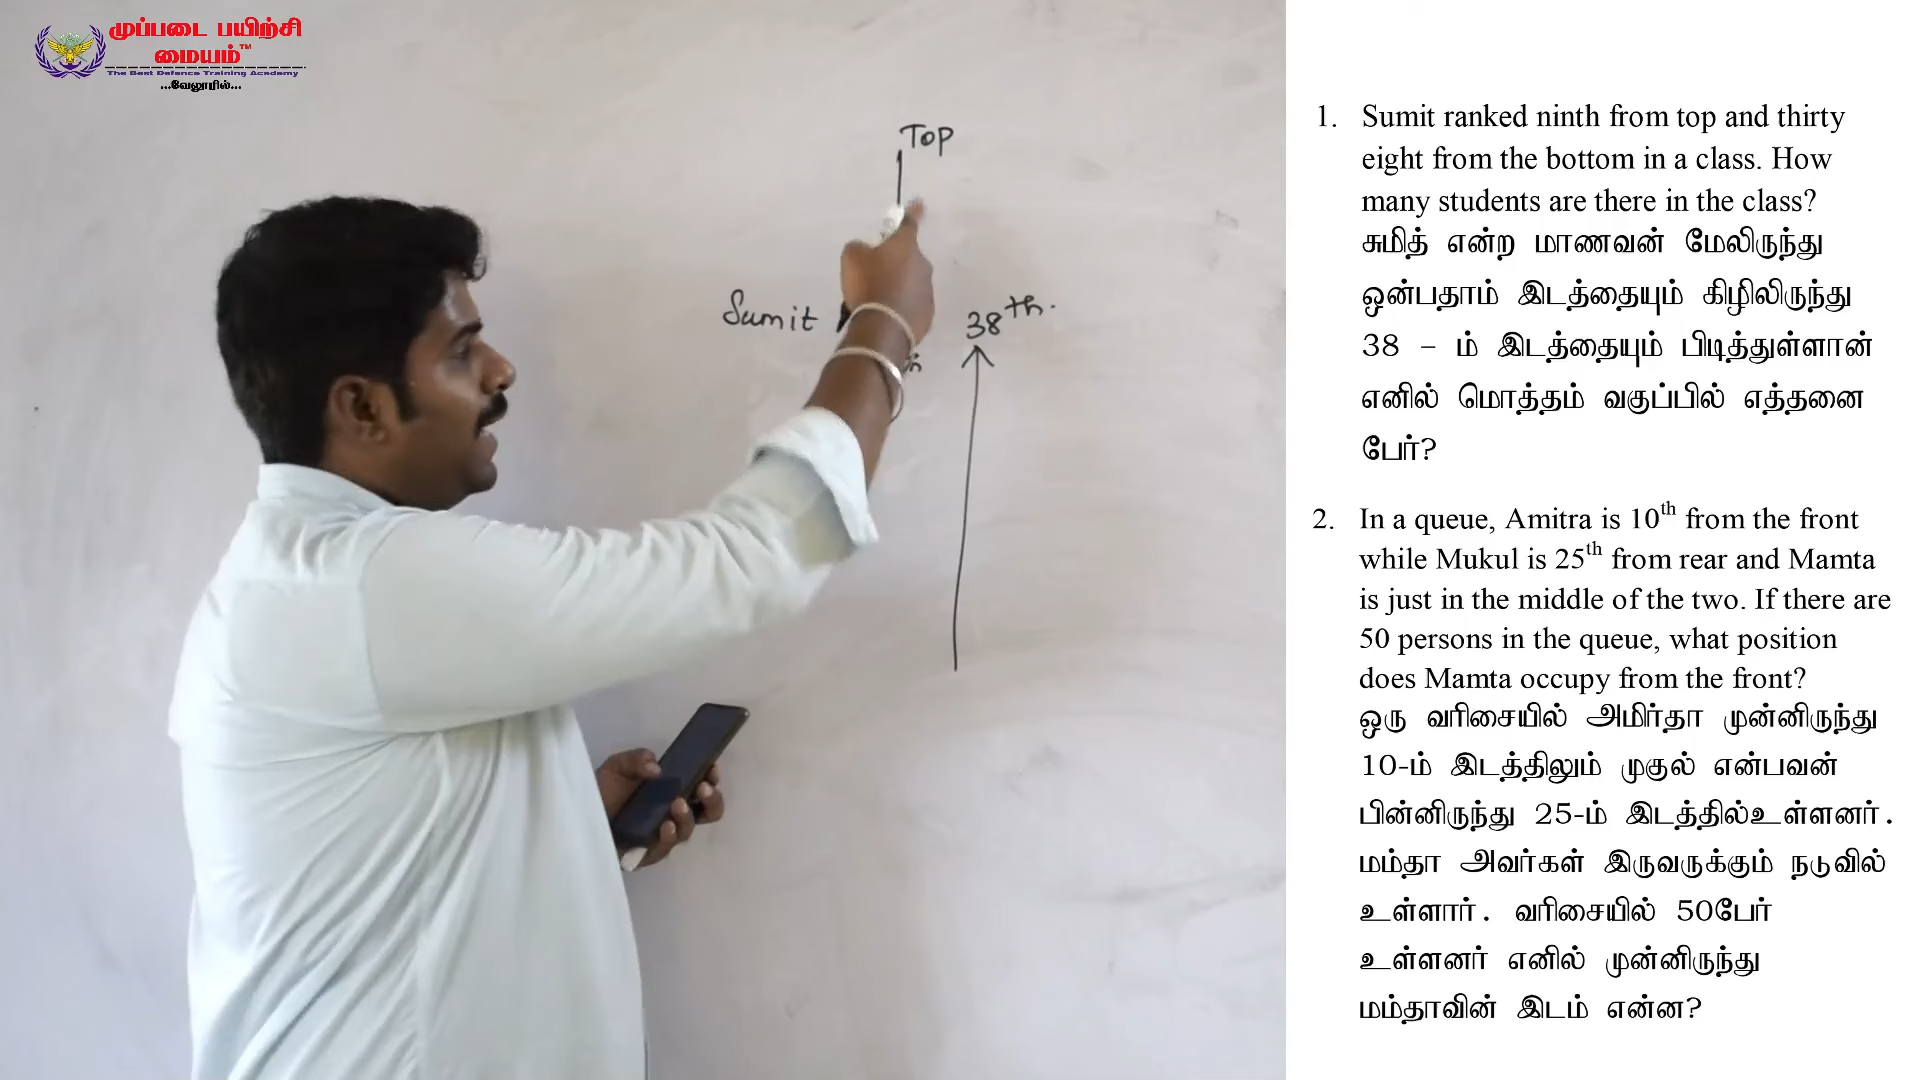 முப்படை பயிற்சி
மையம்™
The Best Defence Training Academy
...வேலூரில்...
Top
Sumit
38th.
1. Sumit ranked ninth from top and thirty
eight from the bottom in a class. How
many students are there in the class?
சுமித் என்ற மாணவன் மேலிருந்து
ஒன்பதாம் இடத்தையும் கிழிலிருந்து
38 – ம் இடத்தையும் பிடித்துள்ளான்
எனில் மொத்தம் வகுப்பில் எத்தனை
பேர்?
2. In a queue, Amitra is 10th from the front
while Mukul is 25th from rear and Mamta
is just in the middle of the two. If there are
50 persons in the queue, what position
does Mamta occupy from the front?
ஒரு வரிசையில் அமிர்தா முன்னிருந்து
10-ம் இடத்திலும் முகுல் என்பவன்
பின்னிருந்து 25-ம் இடத்தில்உள்ளனர்.
மம்தா அவர்கள் இருவருக்கும் நடுவில்
உள்ளார். வரிசையில் 50பேர்
உள்ளனர் எனில் முன்னிருந்து
மம்தாவின் இடம் என்ன?